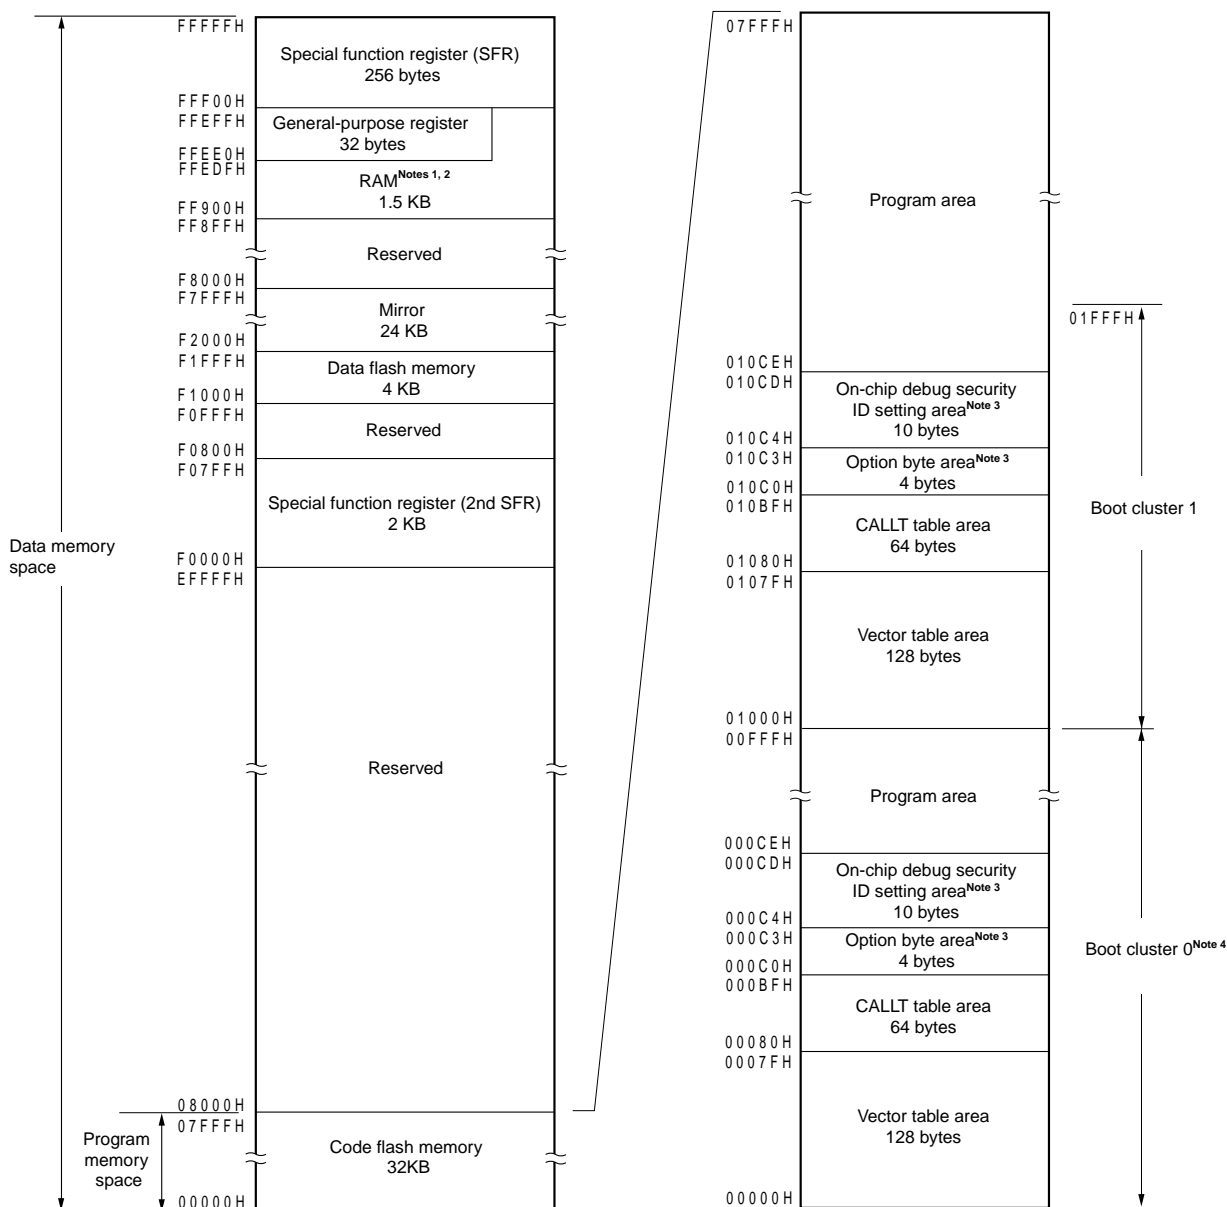 FFFFFH
Special function register (SFR)
256 bytes
FFF00H
FFEFFH
General-purpose register
32 bytes
FFEE0H
FFEDFH
RAMNotes 1, 2
1.5 KB
FF900H
FF8FFH
Reserved
F8000H
F7FFFH
Mirror
24 KB
F2000H
F1FFFH
Data flash memory
4 KB
F1000H
F0FFFH
Reserved
F0800H
F07FFH
Special function register (2nd SFR)
2 KB
Data memory
space
F0000H
EFFFFH
Reserved
08000H
07FFFH
Program
memory
space
Code flash memory
32KB
00000H
07FFFH
Program area
01FFFH
010CEH
010CDH
On-chip debug security
ID setting areaNote 3
10 bytes
010C4H
010C3H
Option byte areaNote 3
4 bytes
010C0H
010BFH
Boot cluster 1
CALLT table area
64 bytes
01080H
0107FH
Vector table area
128 bytes
01000H
00FFFH
Program area
000CEH
000CDH
On-chip debug security
ID setting areaNote 3
10 bytes
000C4H
000C3H
Option byte areaNote 3
4 bytes
Boot cluster 0Note 4
000C0H
000BFH
CALLT table area
64 bytes
00080H
0007FH
Vector table area
128 bytes
00000H